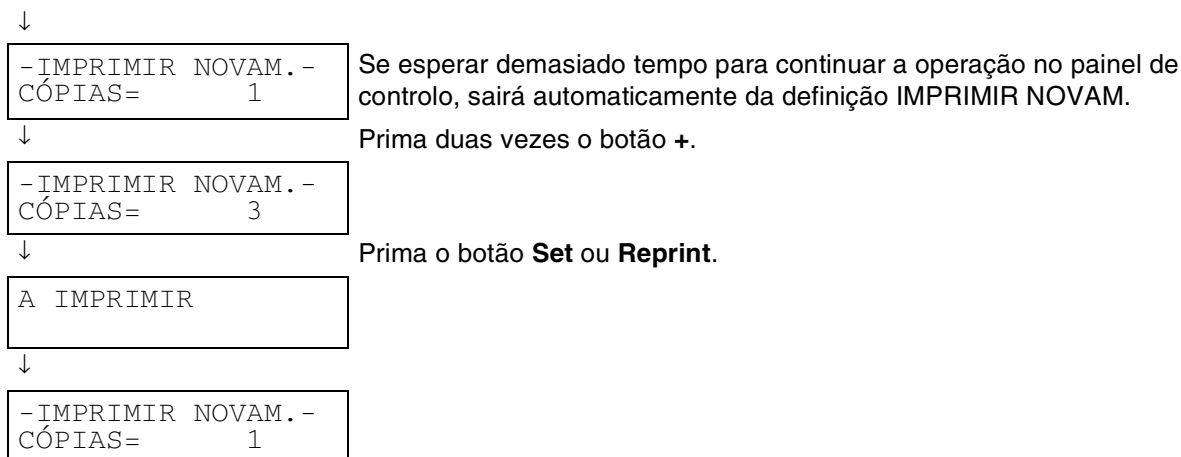 ↓
-IMPRIMIR NOVAM.-
CÓPIAS= 1
Se esperar demasiado tempo para continuar a operação no painel de
controlo, sairá automaticamente da definição IMPRIMIR NOVAM.
↓
Prima duas vezes o botão +.
-IMPRIMIR NOVAM.-
CÓPIAS= 3
↓
Prima o botão Set ou Reprint.
A IMPRIMIR
↓
-IMPRIMIR NOVAM.-
CÓPIAS= 1